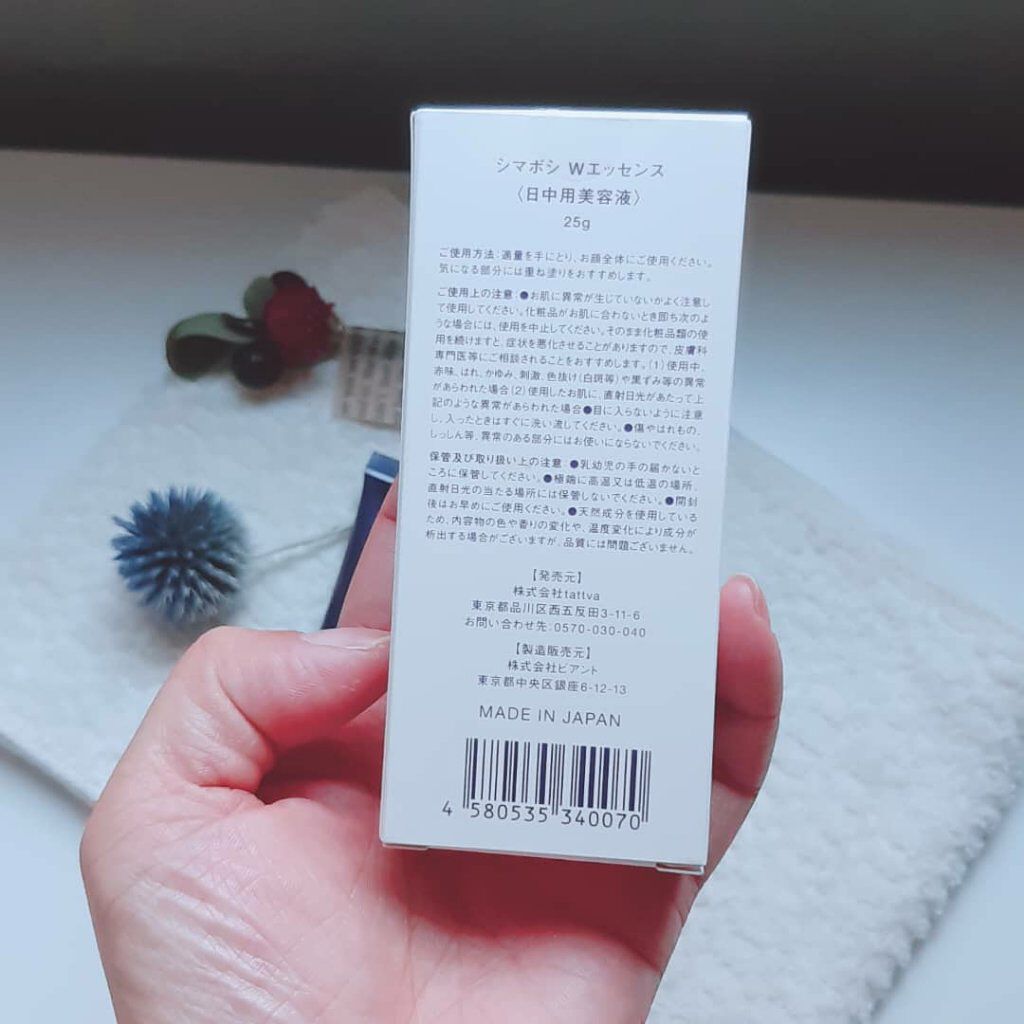 シマボシ Wエッセンス
〈日中用美容液〉
25g
ご使用方法：適量を手にとり、お顔全体にご使用ください。
気になる部分には重ね塗りをおすすめします。
ご使用上の注意：●お肌に異常が生じていないかよく注意し
て使用してください。化粧品がお肌に合わないとき即ち次のよ
うな場合には、使用を中止してください。そのまま化粧品類の使
用を続けますと、症状を悪化させることがありますので、皮膚科
専門医等にご相談されることをおすすめします。(1)使用中、
赤味、はれ、かゆみ、刺激、色抜け(白斑等)や黒ずみ等の異常
があらわれた場合(2)使用したお肌に、直射日光があたって上
記のような異常があらわれた場合●目に入らないように注意
し、入ったときはすぐに洗い流してください。●傷やはれもの、
しっしん等、異常のある部分にはお使いにならないでください。
保管及び取り扱い上の注意：●乳幼児の手の届かないと
ころに保管してください。●極端に高温又は低温の場所、
直射日光の当たる場所には保管しないでください。●開封
後はお早めにご使用ください。●天然成分を使用している
ため、内容物の色や香りの変化や、温度変化により成分が
析出する場合がございますが、品質には問題ございません。
【発売元】
株式会社tattva
東京都品川区西五反田3-11-6
お問い合わせ先：0570-030-040
【製造販売元】
株式会社ビアント
東京都中央区銀座6-12-13
MADE IN JAPAN
4 580535 340070